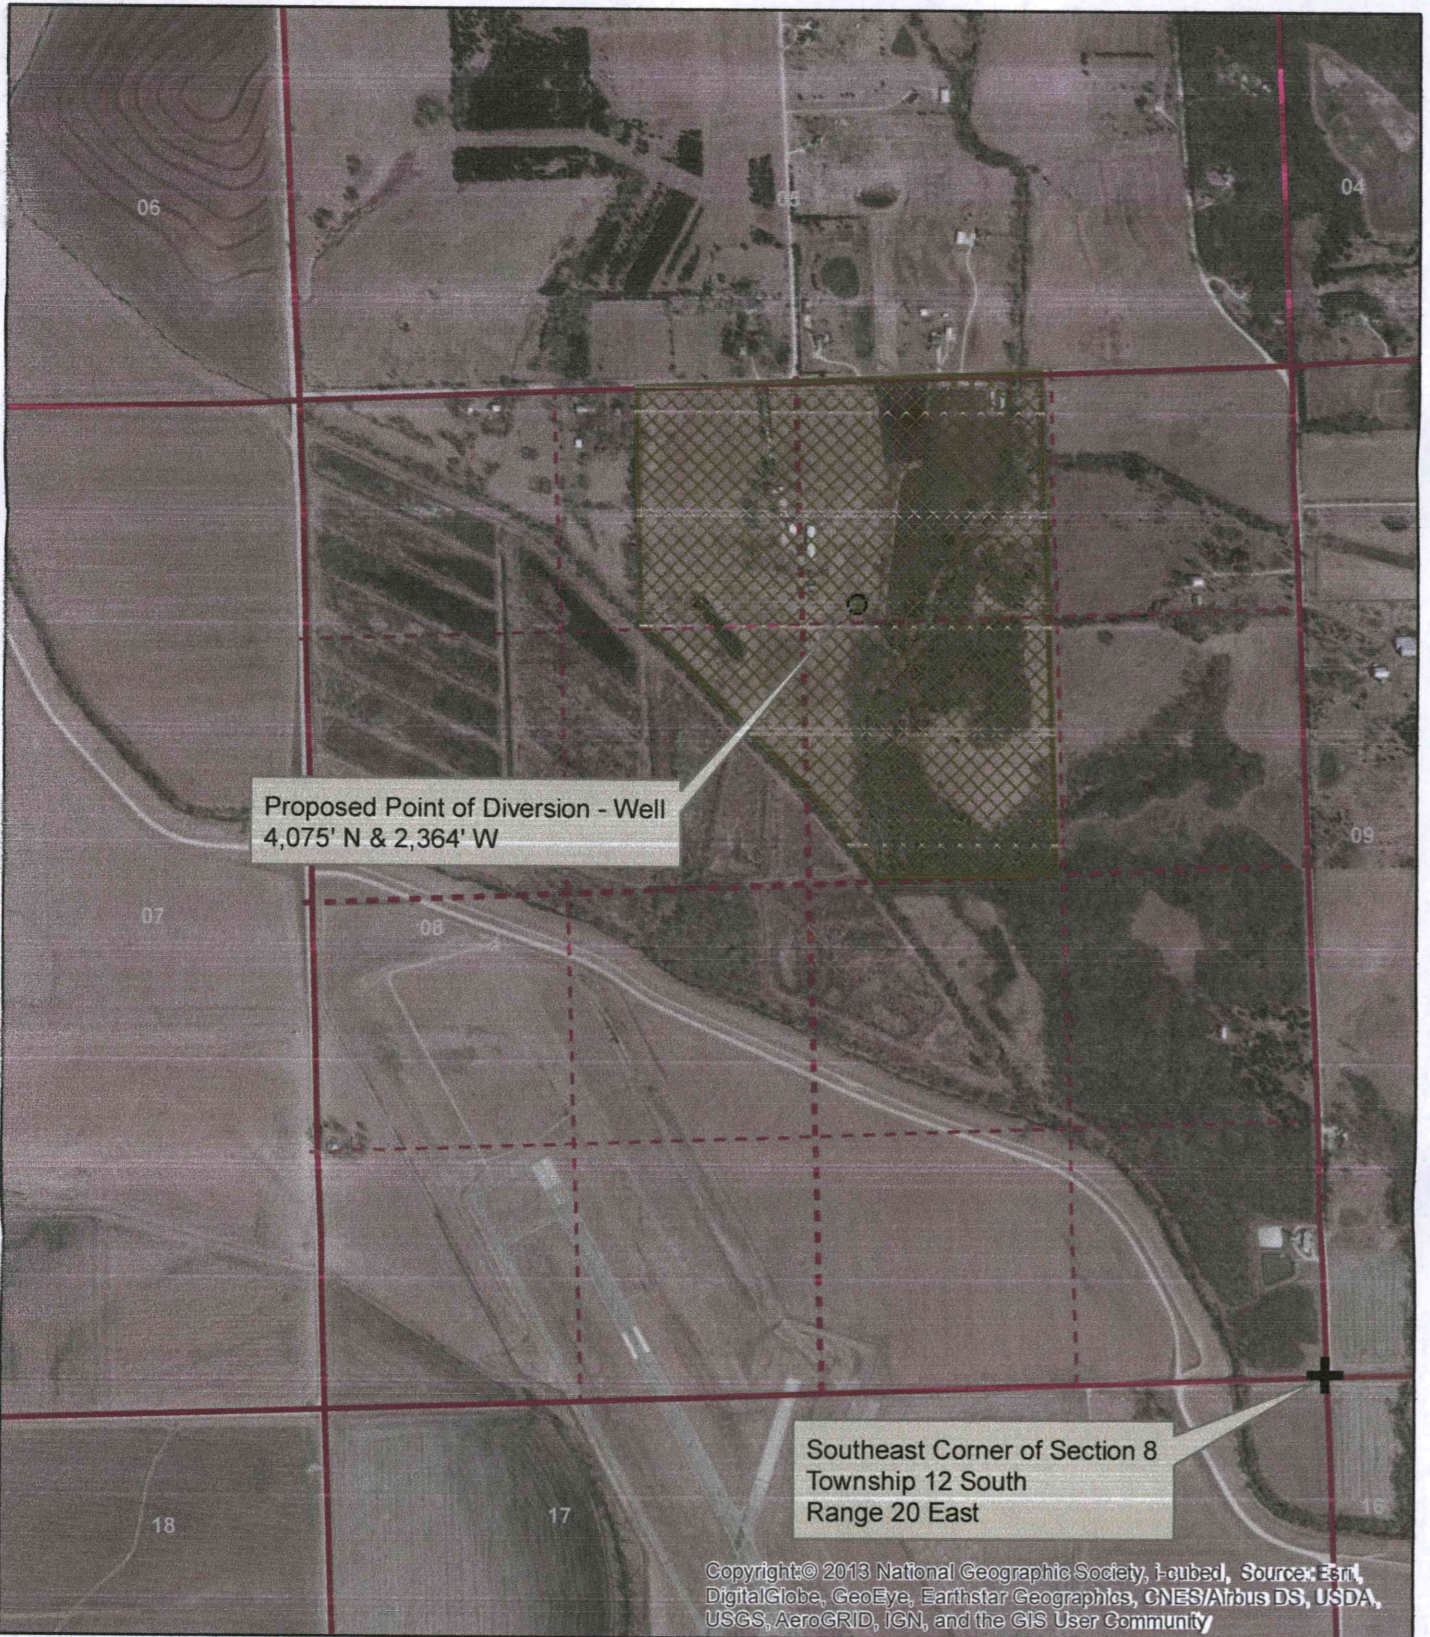 06
05
04
Proposed Point of Diversion - Well
4,075' N & 2,364' W
09
07
08
Southeast Corner of Section 8
Township 12 South
Range 20 East
18
17
16
Copyright:© 2013 National Geographic Society, i-cubed, Source: Esri,
DigitalGlobe, GeoEye, Earthstar Geographics, CNES/Airbus DS, USDA,
USGS, AeroGRID, IGN, and the GIS User Community